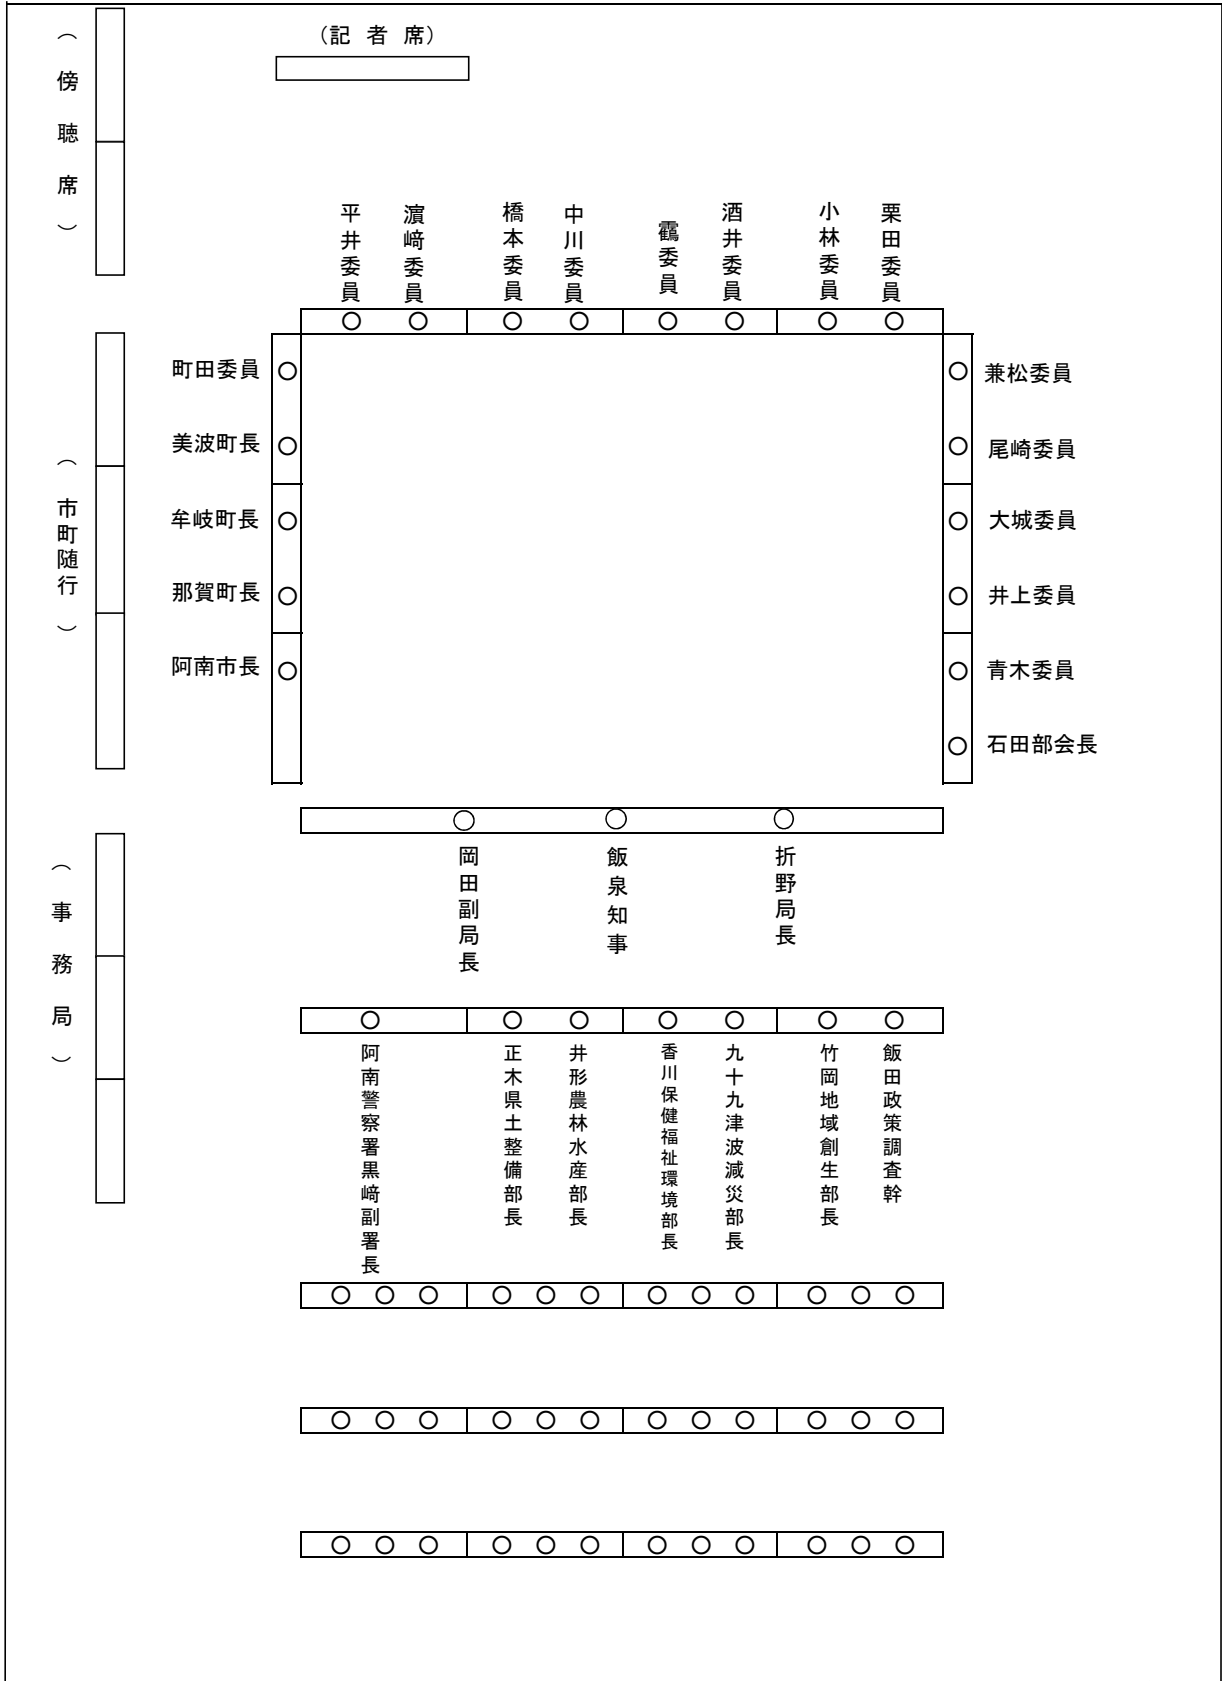 （記 者 席）
（ 傍 聴 席 ）
平井委員
濵﨑委員
橋本委員
中川委員
靍委員
酒井委員
小林委員
栗田委員
町田委員
美波町長
牟岐町長
那賀町長
阿南市長
兼松委員
尾崎委員
大城委員
井上委員
青木委員
石田部会長
（ 市町随行 ）
岡田副局長
飯泉知事
折野局長
（ 事 務 局 ）
阿南警察署黒﨑副署長
正木県土整備部長
井形農林水産部長
香川保健福祉環境部長
九十九津波減災部長
竹岡地域創生部長
飯田政策調査幹